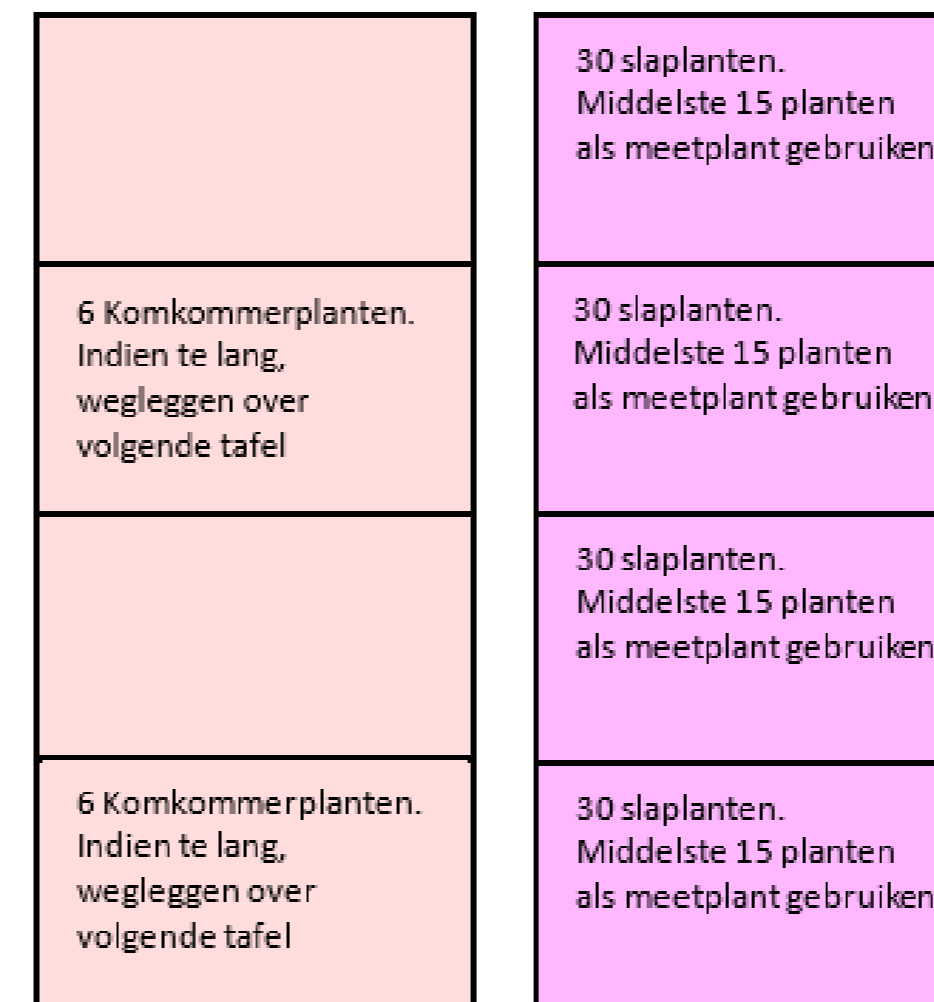 30 slaplanten.
Middelste 15 planten
als meetplant gebruiken
6 Komkommerplanten.
Indien te lang,
wegleggen over
volgende tafel
30 slaplanten.
Middelste 15 planten
als meetplant gebruiken
30 slaplanten.
Middelste 15 planten
als meetplant gebruiken
6 Komkommerplanten.
Indien te lang,
wegleggen over
volgende tafel
30 slaplanten.
Middelste 15 planten
als meetplant gebruiken